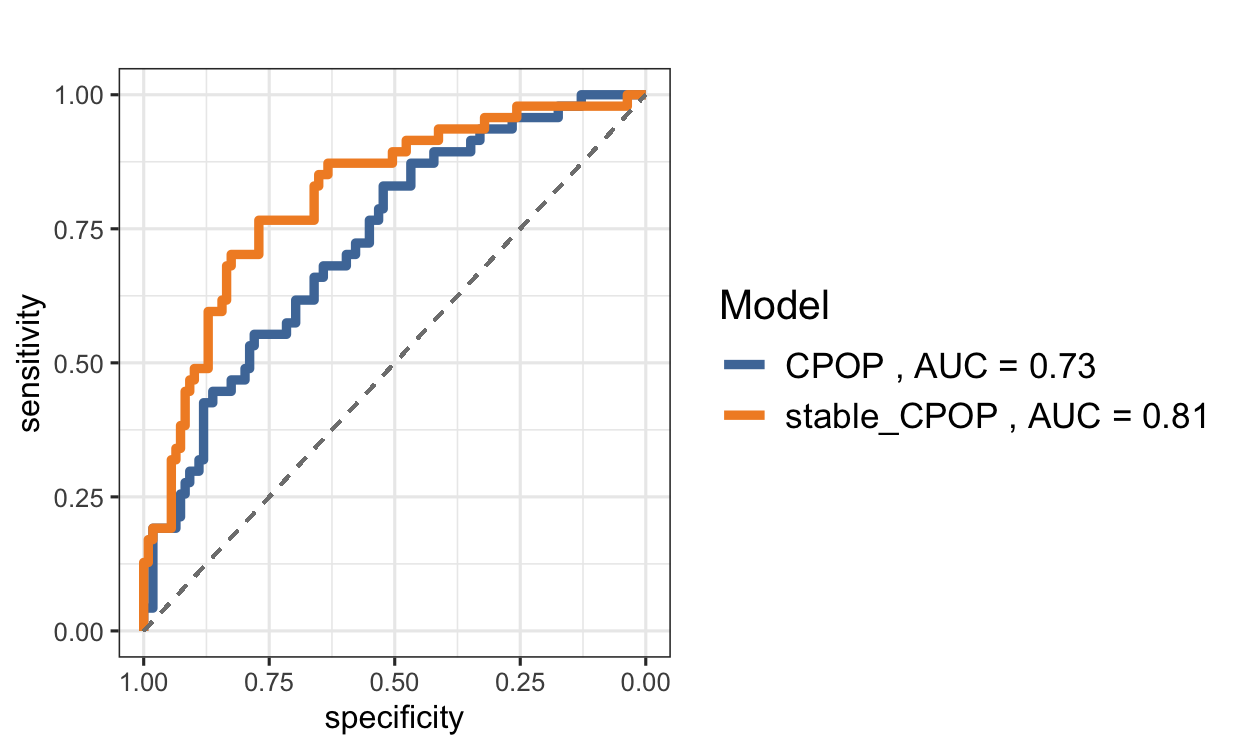 1.00
0.75
0.50
0.25
0.00
sensitivity
1.00 0.75 0.50 0.25 0.00
specificity
Model
CPOP , AUC = 0.73
stable_CPOP , AUC = 0.81